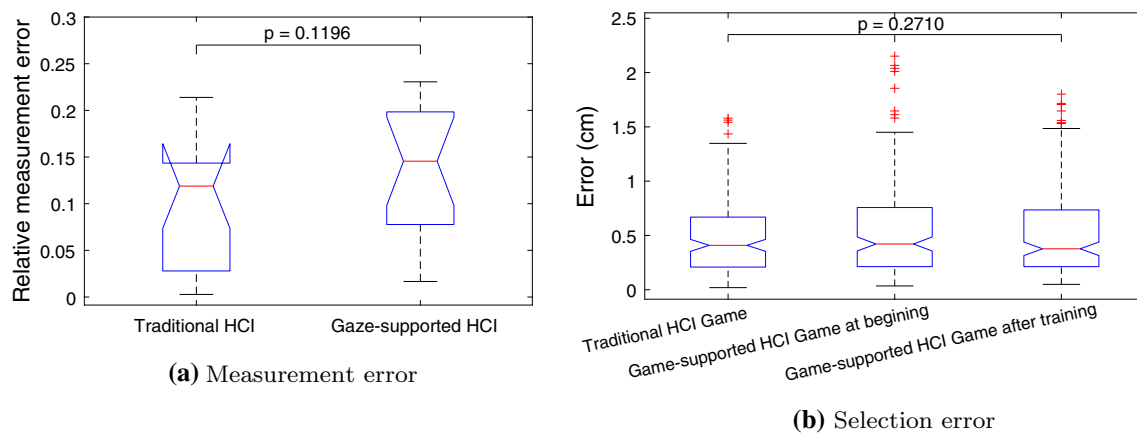 0.3
0.25
0.2
0.15
0.1
0.05
0
Relative measurement error
p = 0.1196
Traditional HCI
Gaze-supported HCI
(a) Measurement error
2.5
2
1.5
1
0.5
0
Error (cm)
p = 0.2710
Traditional HCI Game
Game-supported HCI Game at begining
Game-supported HCI Game after training
(b) Selection error